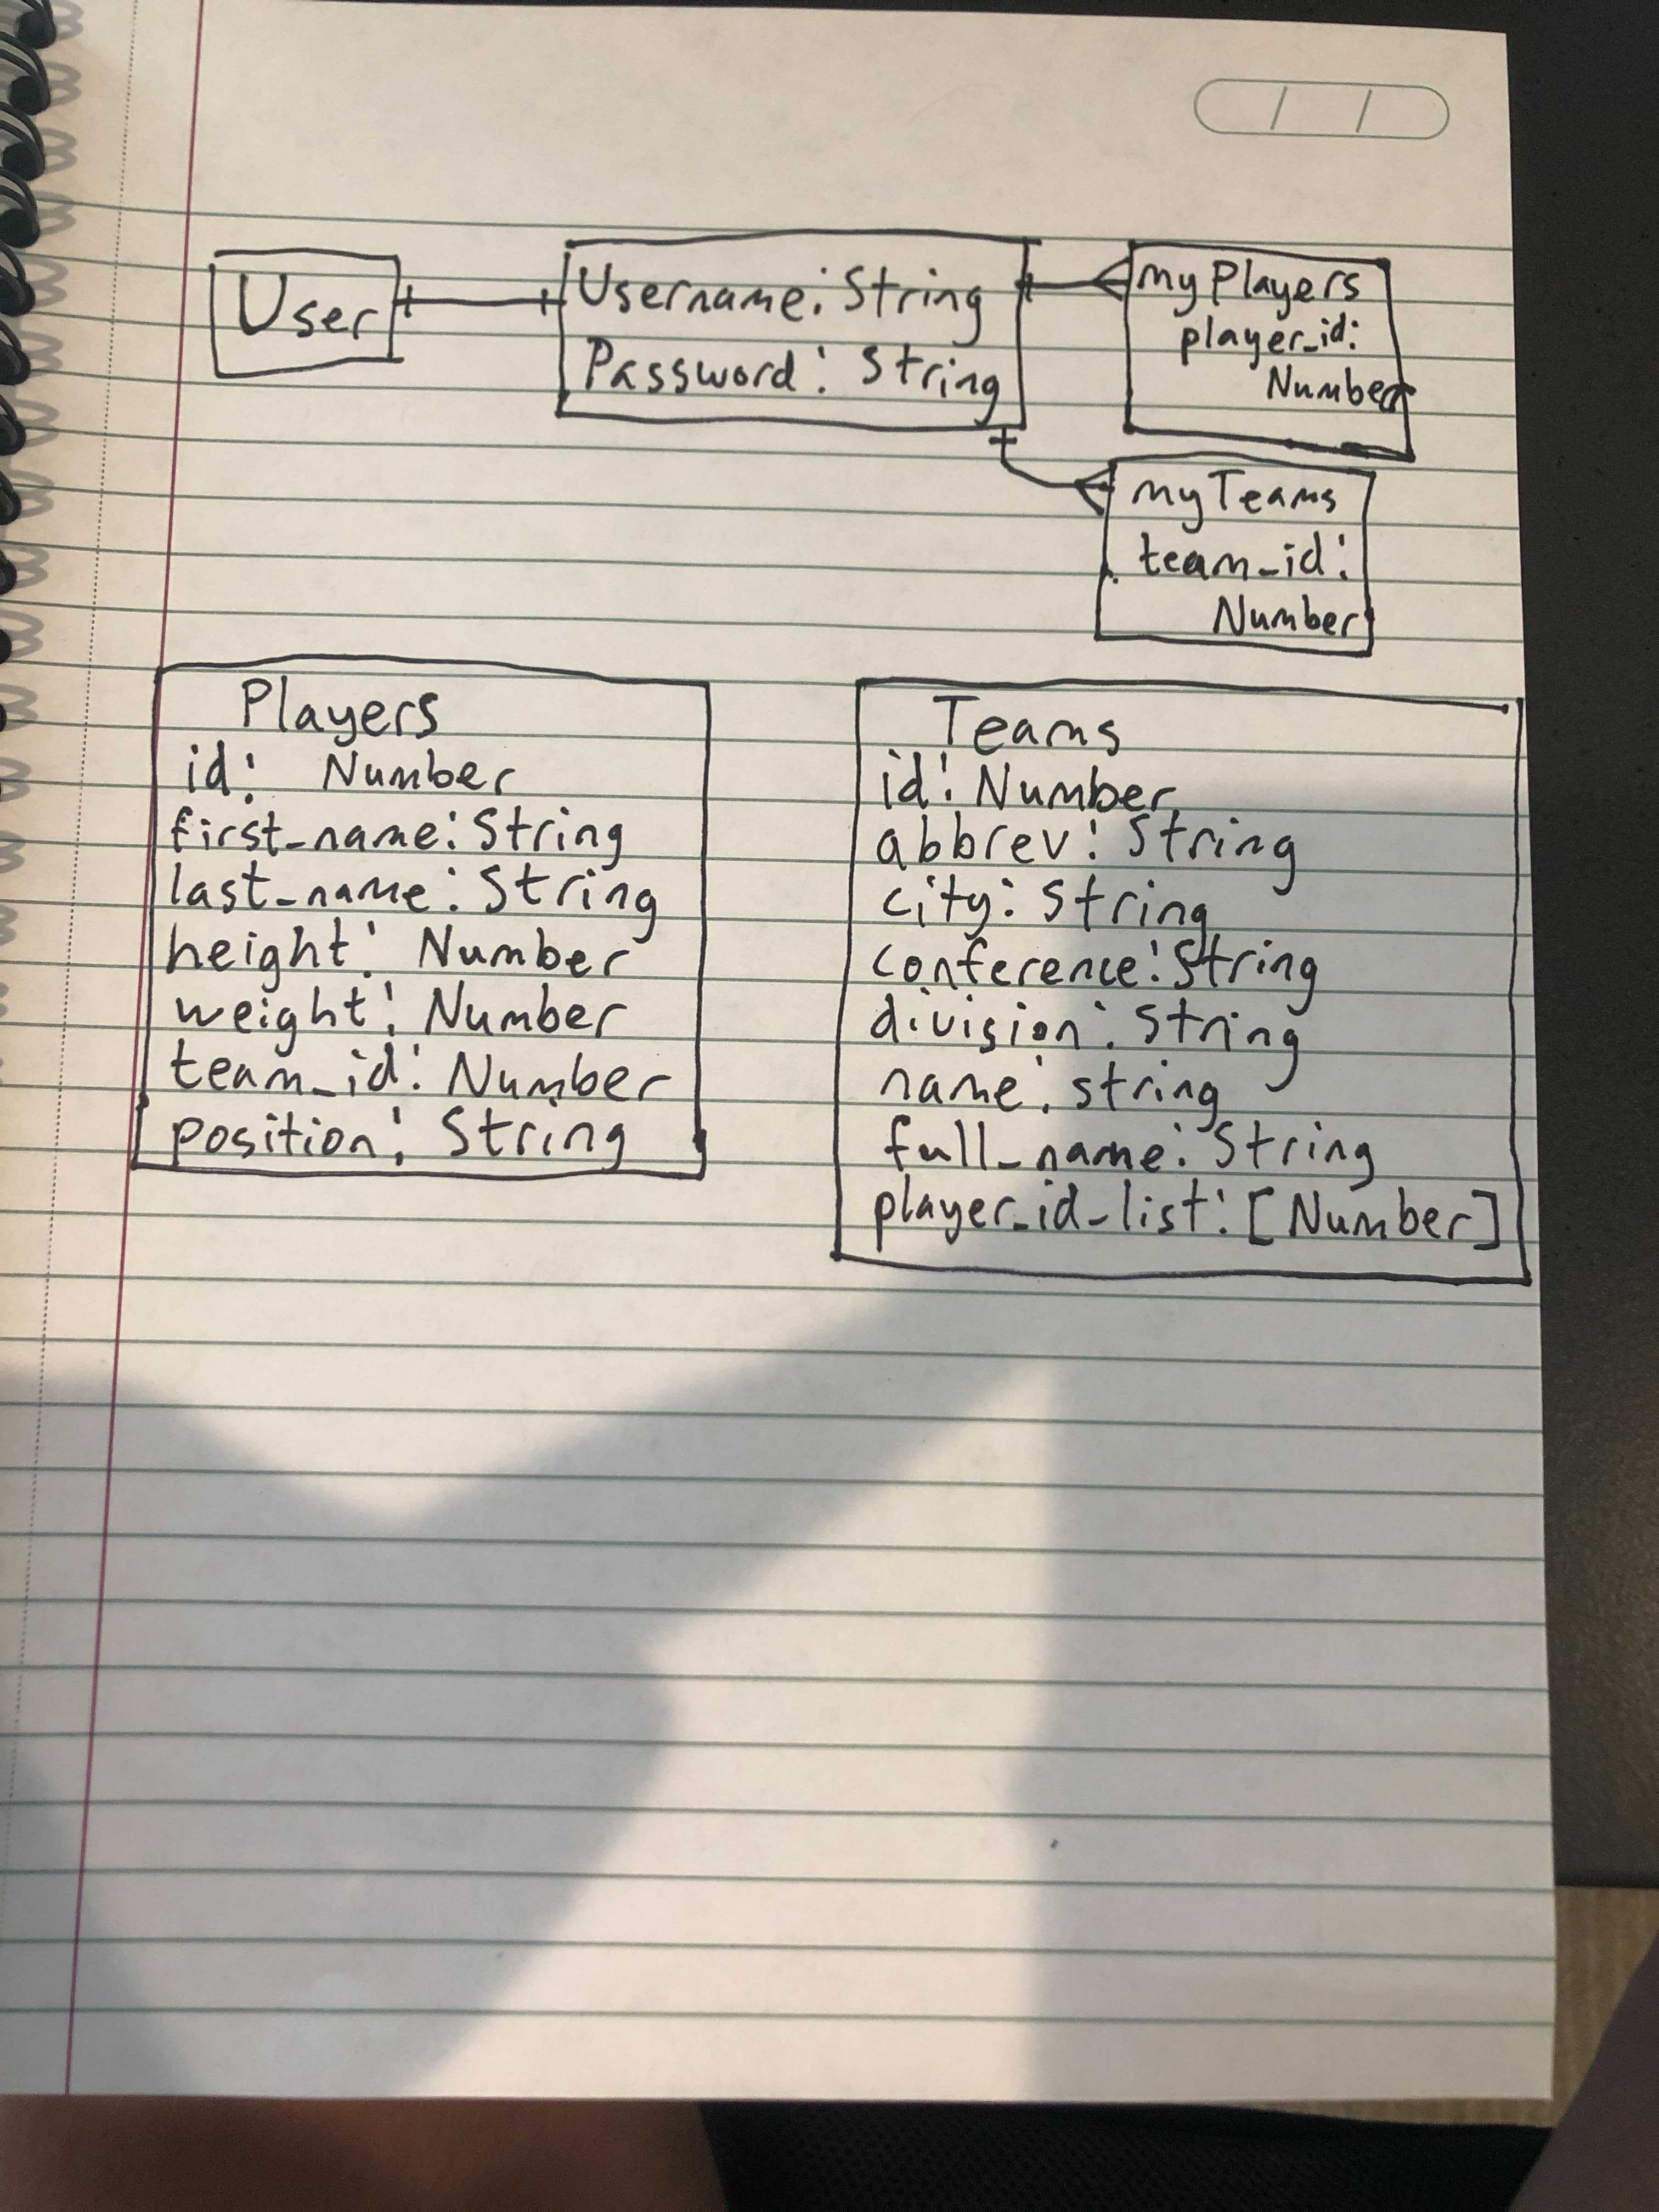 User
Username: String
Password: String
myPlayers
player_id:
Number
myTeams
team_id:
Number
Players
id: Number
first_name: String
last_name: String
height: Number
weight: Number
team_id: Number
position: String
Teams
id: Number
abbrev: String
city: String
conference: String
division: String
name: string
full_name: String
player_id_list: [Number]